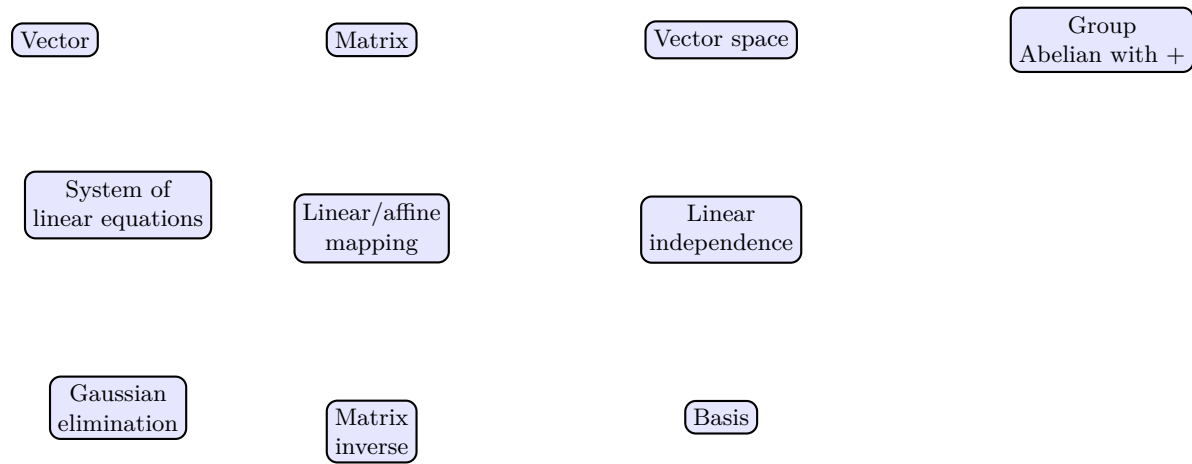 Vector
Matrix
Vector space
Group
Abelian with +
System of
linear equations
Linear/affine
mapping
Linear
independence
Gaussian
elimination
Matrix
inverse
Basis